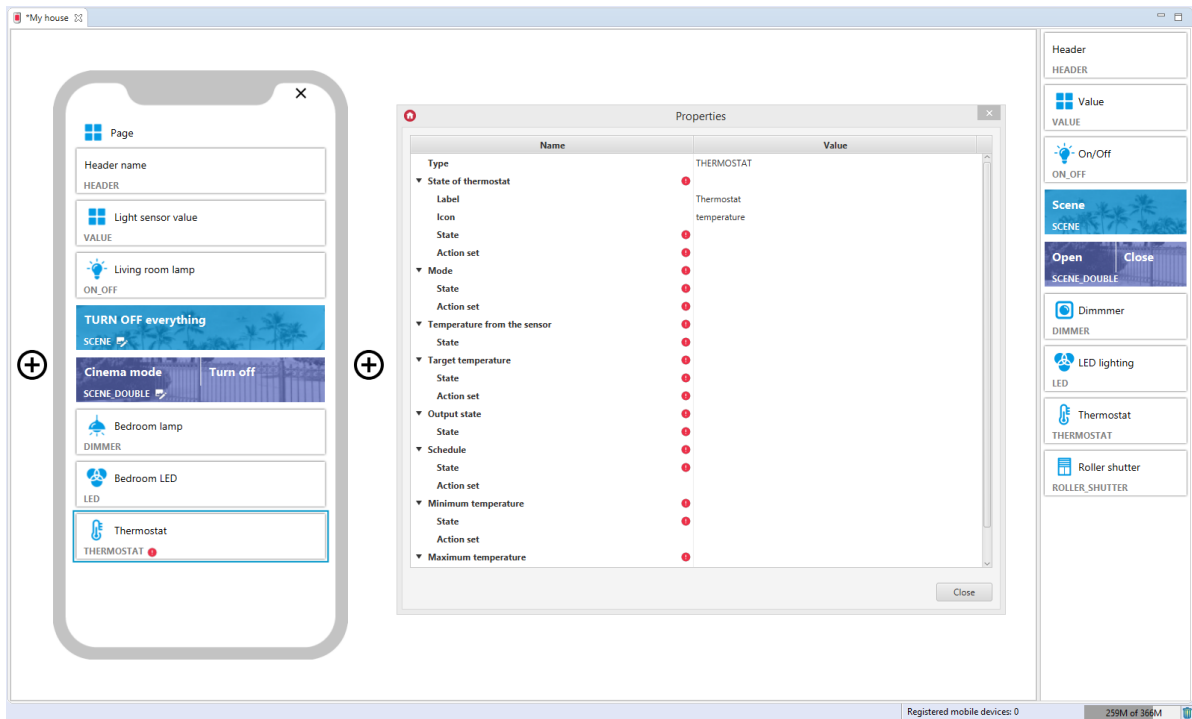 *My house
Page
Header name
HEADER
Light sensor value
VALUE
Living room lamp
ON_OFF
TURN OFF everything
SCENE
Cinema mode Turn off
SCENE_DOUBLE
Bedroom lamp
DIMMER
Bedroom LED
LED
Thermostat
THERMOSTAT
Properties
Name Value
Type THERMOSTAT
State of thermostat
Label Thermostat
Icon temperature
State
Action set
Mode
State
Action set
Temperature from the sensor
State
Target temperature
State
Action set
Output state
State
Schedule
State
Action set
Minimum temperature
State
Action set
Maximum temperature
Close
Header
HEADER
Value
VALUE
On/Off
ON_OFF
Scene
SCENE
Open Close
SCENE_DOUBLE
Dimmmer
DIMMER
LED lighting
LED
Thermostat
THERMOSTAT
Roller shutter
ROLLER_SHUTTER
Registered mobile devices: 0
259M of 366M